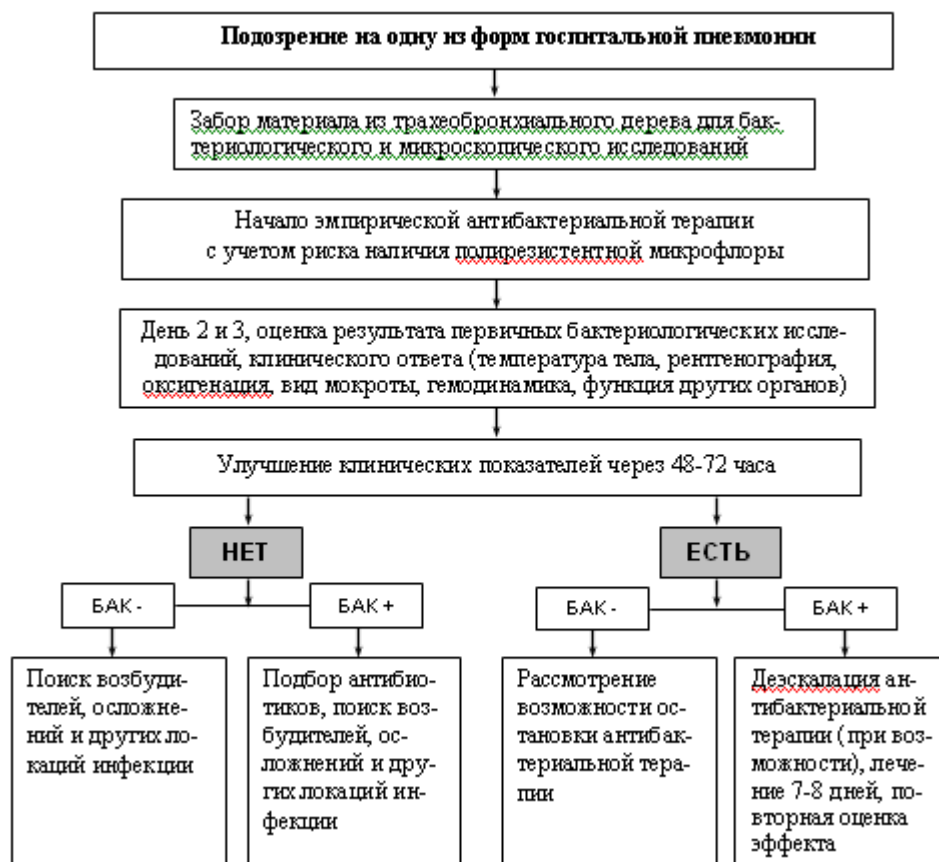 Подозрение на одну из форм госпитальной пневмонии
Забор материала из трахеобронхиального дерева для бак-
териологического и микроскопического исследований
Начало эмпирической антибактериальной терапии
с учетом риска наличия полирезистентной микрофлоры
День 2 и 3, оценка результата первичных бактериологических иссле-
дований, клинического ответа (температура тела, рентгенография,
оксигенация, вид мокроты, гемодинамика, функция других органов)
Улучшение клинических показателей через 48-72 часа
НЕТ
ЕСТЬ
БАК -
БАК +
БАК -
БАК +
Поиск возбуди-
телей, осложне-
ний и других ло-
каций инфекции
Подбор антибио-
тиков, поиск воз-
будителей, ос-
ложнений и дру-
гих локаций ин-
фекции
Рассмотрение
возможности ос-
тановки антибак-
териальной тера-
пии
Деэскалация ан-
тибактериальной
терапии (при воз-
можности), лече-
ние 7-8 дней, по-
вторная оценка
эффекта